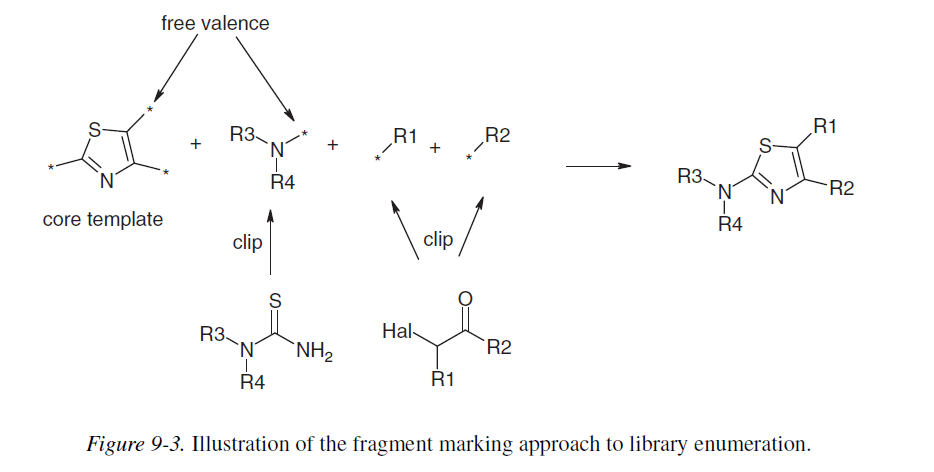 free valence
* S * N *
+
R3 N * R4
+
R1 *
+
R2 *
R3 N R4 S N R1 R2
core template
clip
clip
S R3 N NH2 R4
O Hal R2 R1
Figure 9-3. Illustration of the fragment marking approach to library enumeration.